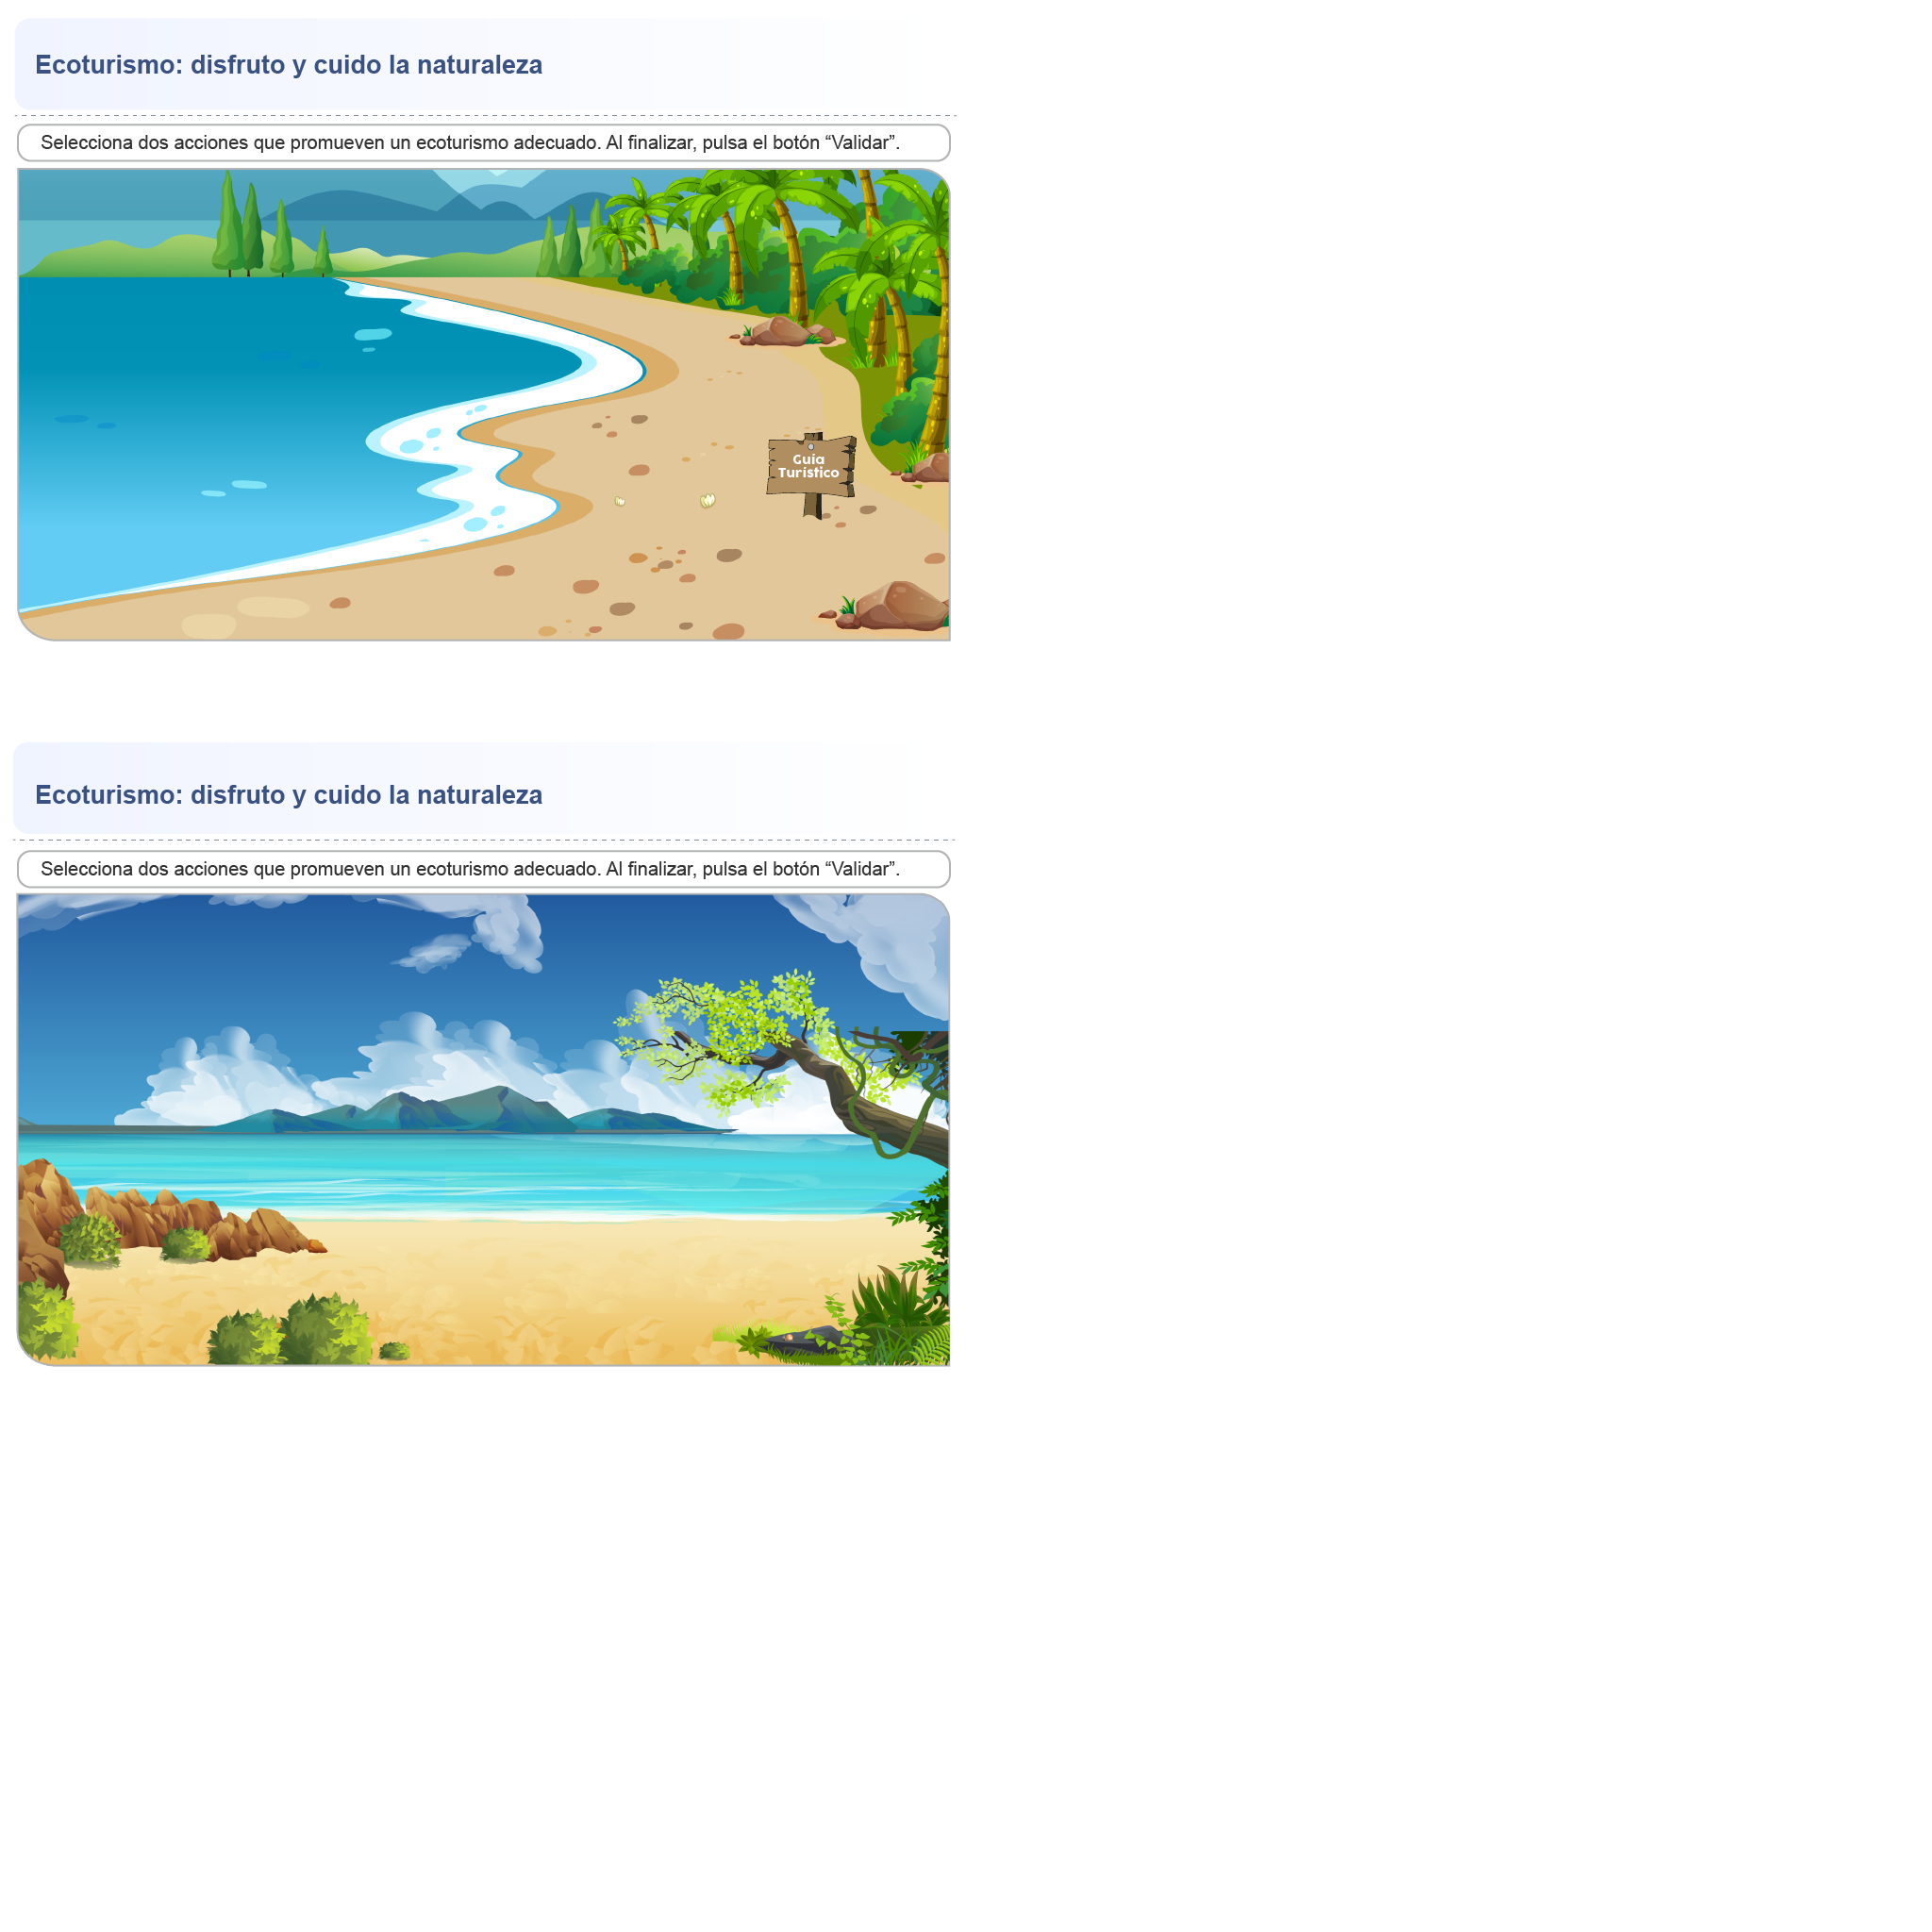 Ecoturismo: disfruto y cuido la naturaleza
Selecciona dos acciones que promueven un ecoturismo adecuado. Al finalizar, pulsa el botón “Validar”.
Guía
Turístico
Ecoturismo: disfruto y cuido la naturaleza
Selecciona dos acciones que promueven un ecoturismo adecuado. Al finalizar, pulsa el botón “Validar”.